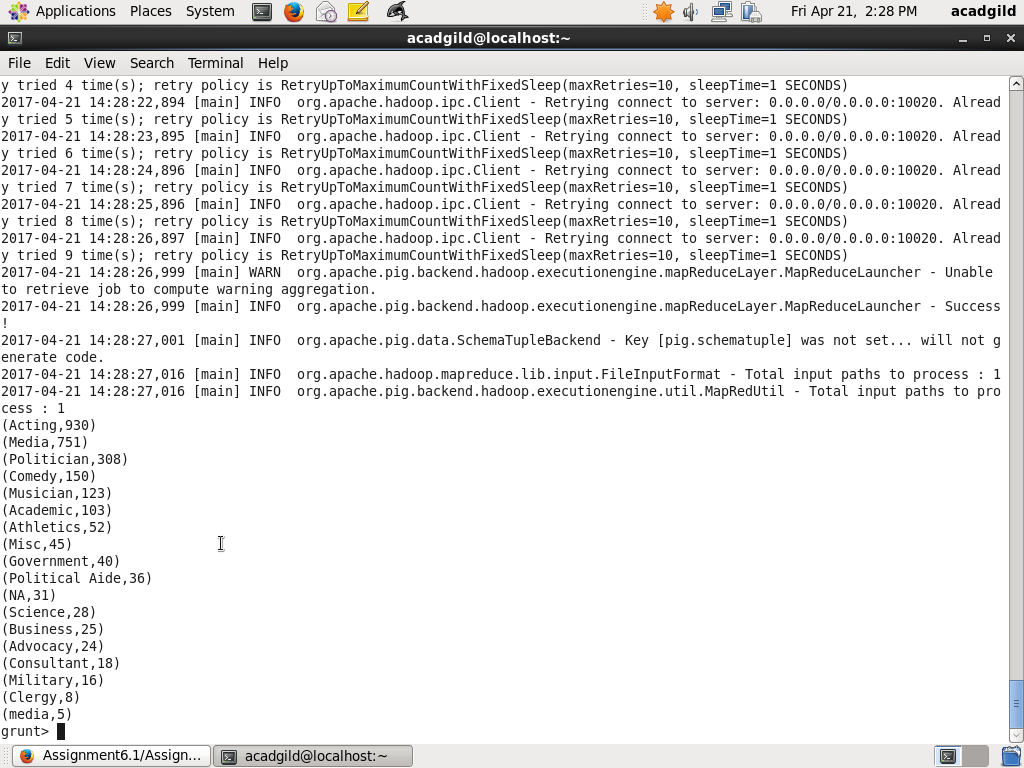 Applications Places System Fri Apr 21, 2:28 PM acadgild
acadgild@localhost:~
File Edit View Search Terminal Help
y tried 4 time(s); retry policy is RetryUpToMaximumCountWithFixedSleep(maxRetries=10, sleepTime=1 SECONDS)
2017-04-21 14:28:22,894 [main] INFO  org.apache.hadoop.ipc.Client - Retrying connect to server: 0.0.0.0/0.0.0.0:10020. Alread
y tried 5 time(s); retry policy is RetryUpToMaximumCountWithFixedSleep(maxRetries=10, sleepTime=1 SECONDS)
2017-04-21 14:28:23,895 [main] INFO  org.apache.hadoop.ipc.Client - Retrying connect to server: 0.0.0.0/0.0.0.0:10020. Alread
y tried 6 time(s); retry policy is RetryUpToMaximumCountWithFixedSleep(maxRetries=10, sleepTime=1 SECONDS)
2017-04-21 14:28:24,896 [main] INFO  org.apache.hadoop.ipc.Client - Retrying connect to server: 0.0.0.0/0.0.0.0:10020. Alread
y tried 7 time(s); retry policy is RetryUpToMaximumCountWithFixedSleep(maxRetries=10, sleepTime=1 SECONDS)
2017-04-21 14:28:25,896 [main] INFO  org.apache.hadoop.ipc.Client - Retrying connect to server: 0.0.0.0/0.0.0.0:10020. Alread
y tried 8 time(s); retry policy is RetryUpToMaximumCountWithFixedSleep(maxRetries=10, sleepTime=1 SECONDS)
2017-04-21 14:28:26,897 [main] INFO  org.apache.hadoop.ipc.Client - Retrying connect to server: 0.0.0.0/0.0.0.0:10020. Alread
y tried 9 time(s); retry policy is RetryUpToMaximumCountWithFixedSleep(maxRetries=10, sleepTime=1 SECONDS)
2017-04-21 14:28:26,999 [main] WARN  org.apache.pig.backend.hadoop.executionengine.mapReduceLayer.MapReduceLauncher - Unable
to retrieve job to compute warning aggregation.
2017-04-21 14:28:26,999 [main] INFO  org.apache.pig.backend.hadoop.executionengine.mapReduceLayer.MapReduceLauncher - Success
!
2017-04-21 14:28:27,001 [main] INFO  org.apache.pig.data.SchemaTupleBackend - Key [pig.schematuple] was not set... will not g
enerate code.
2017-04-21 14:28:27,016 [main] INFO  org.apache.hadoop.mapreduce.lib.input.FileInputFormat - Total input paths to process : 1
2017-04-21 14:28:27,016 [main] INFO  org.apache.pig.backend.hadoop.executionengine.util.MapRedUtil - Total input paths to pro
cess : 1
(Acting,930)
(Media,751)
(Politician,308)
(Comedy,150)
(Musician,123)
(Academic,103)
(Athletics,52)
(Misc,45)
(Government,40)
(Political Aide,36)
(NA,31)
(Science,28)
(Business,25)
(Advocacy,24)
(Consultant,18)
(Military,16)
(Clergy,8)
(media,5)
grunt>
Assignment6.1/Assign... acadgild@localhost:~